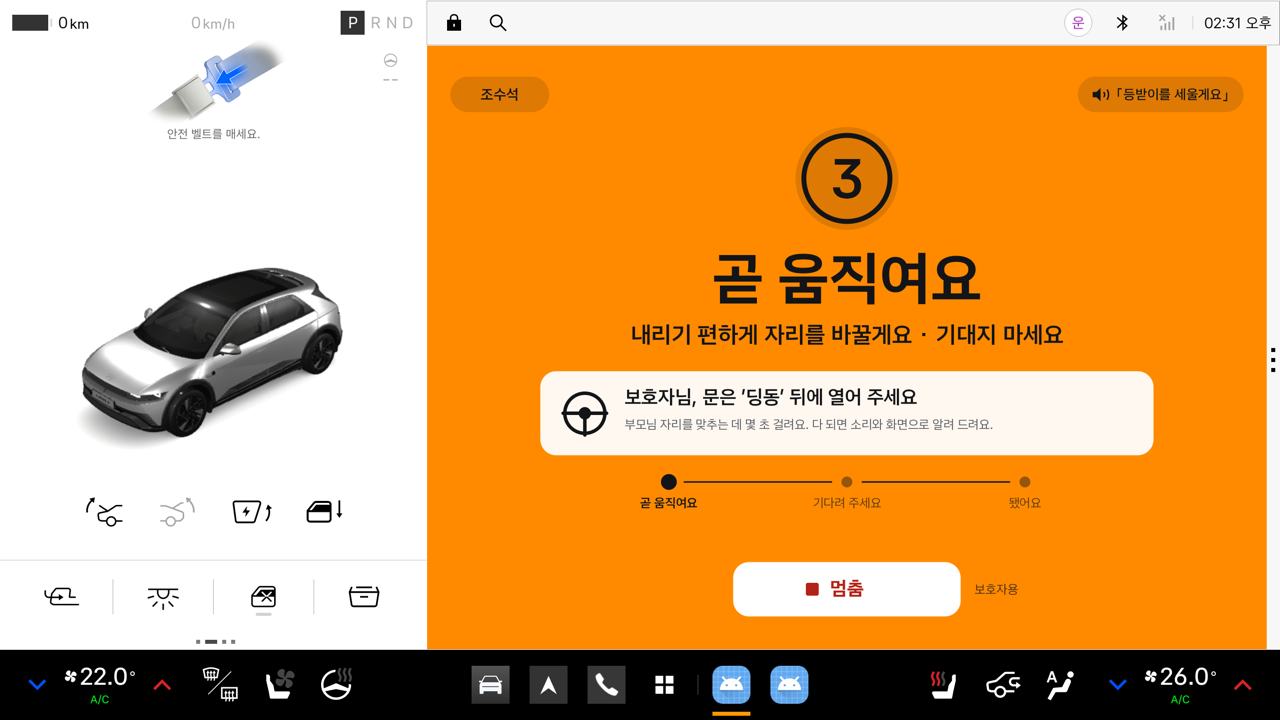 0km
0km/h
P R N D
운
02:31 오후
--
안전 벨트를 매세요.
조수석
「등받이를 세울게요」
3
곧 움직여요
내리기 편하게 자리를 바꿀게요 · 기대지 마세요
보호자님, 문은 ‘딩동’ 뒤에 열어 주세요
부모님 자리를 맞추는 데 몇 초 걸려요. 다 되면 소리와 화면으로 알려 드려요.
곧 움직여요
기다려 주세요
됐어요
멈춤
보호자용
22.0°
A/C
A
26.0°
A/C